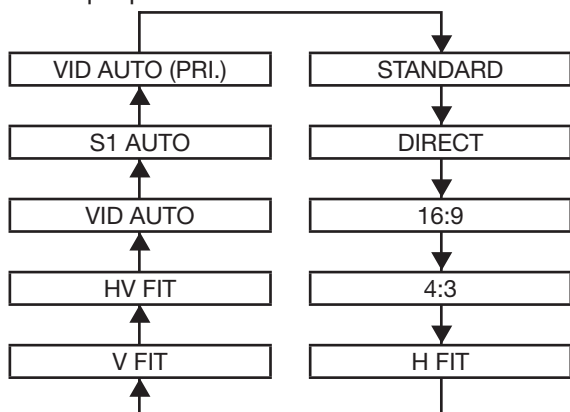 VID AUTO (PRI.)
STANDARD
S1 AUTO
DIRECT
VID AUTO
16:9
HV FIT
4:3
V FIT
H FIT